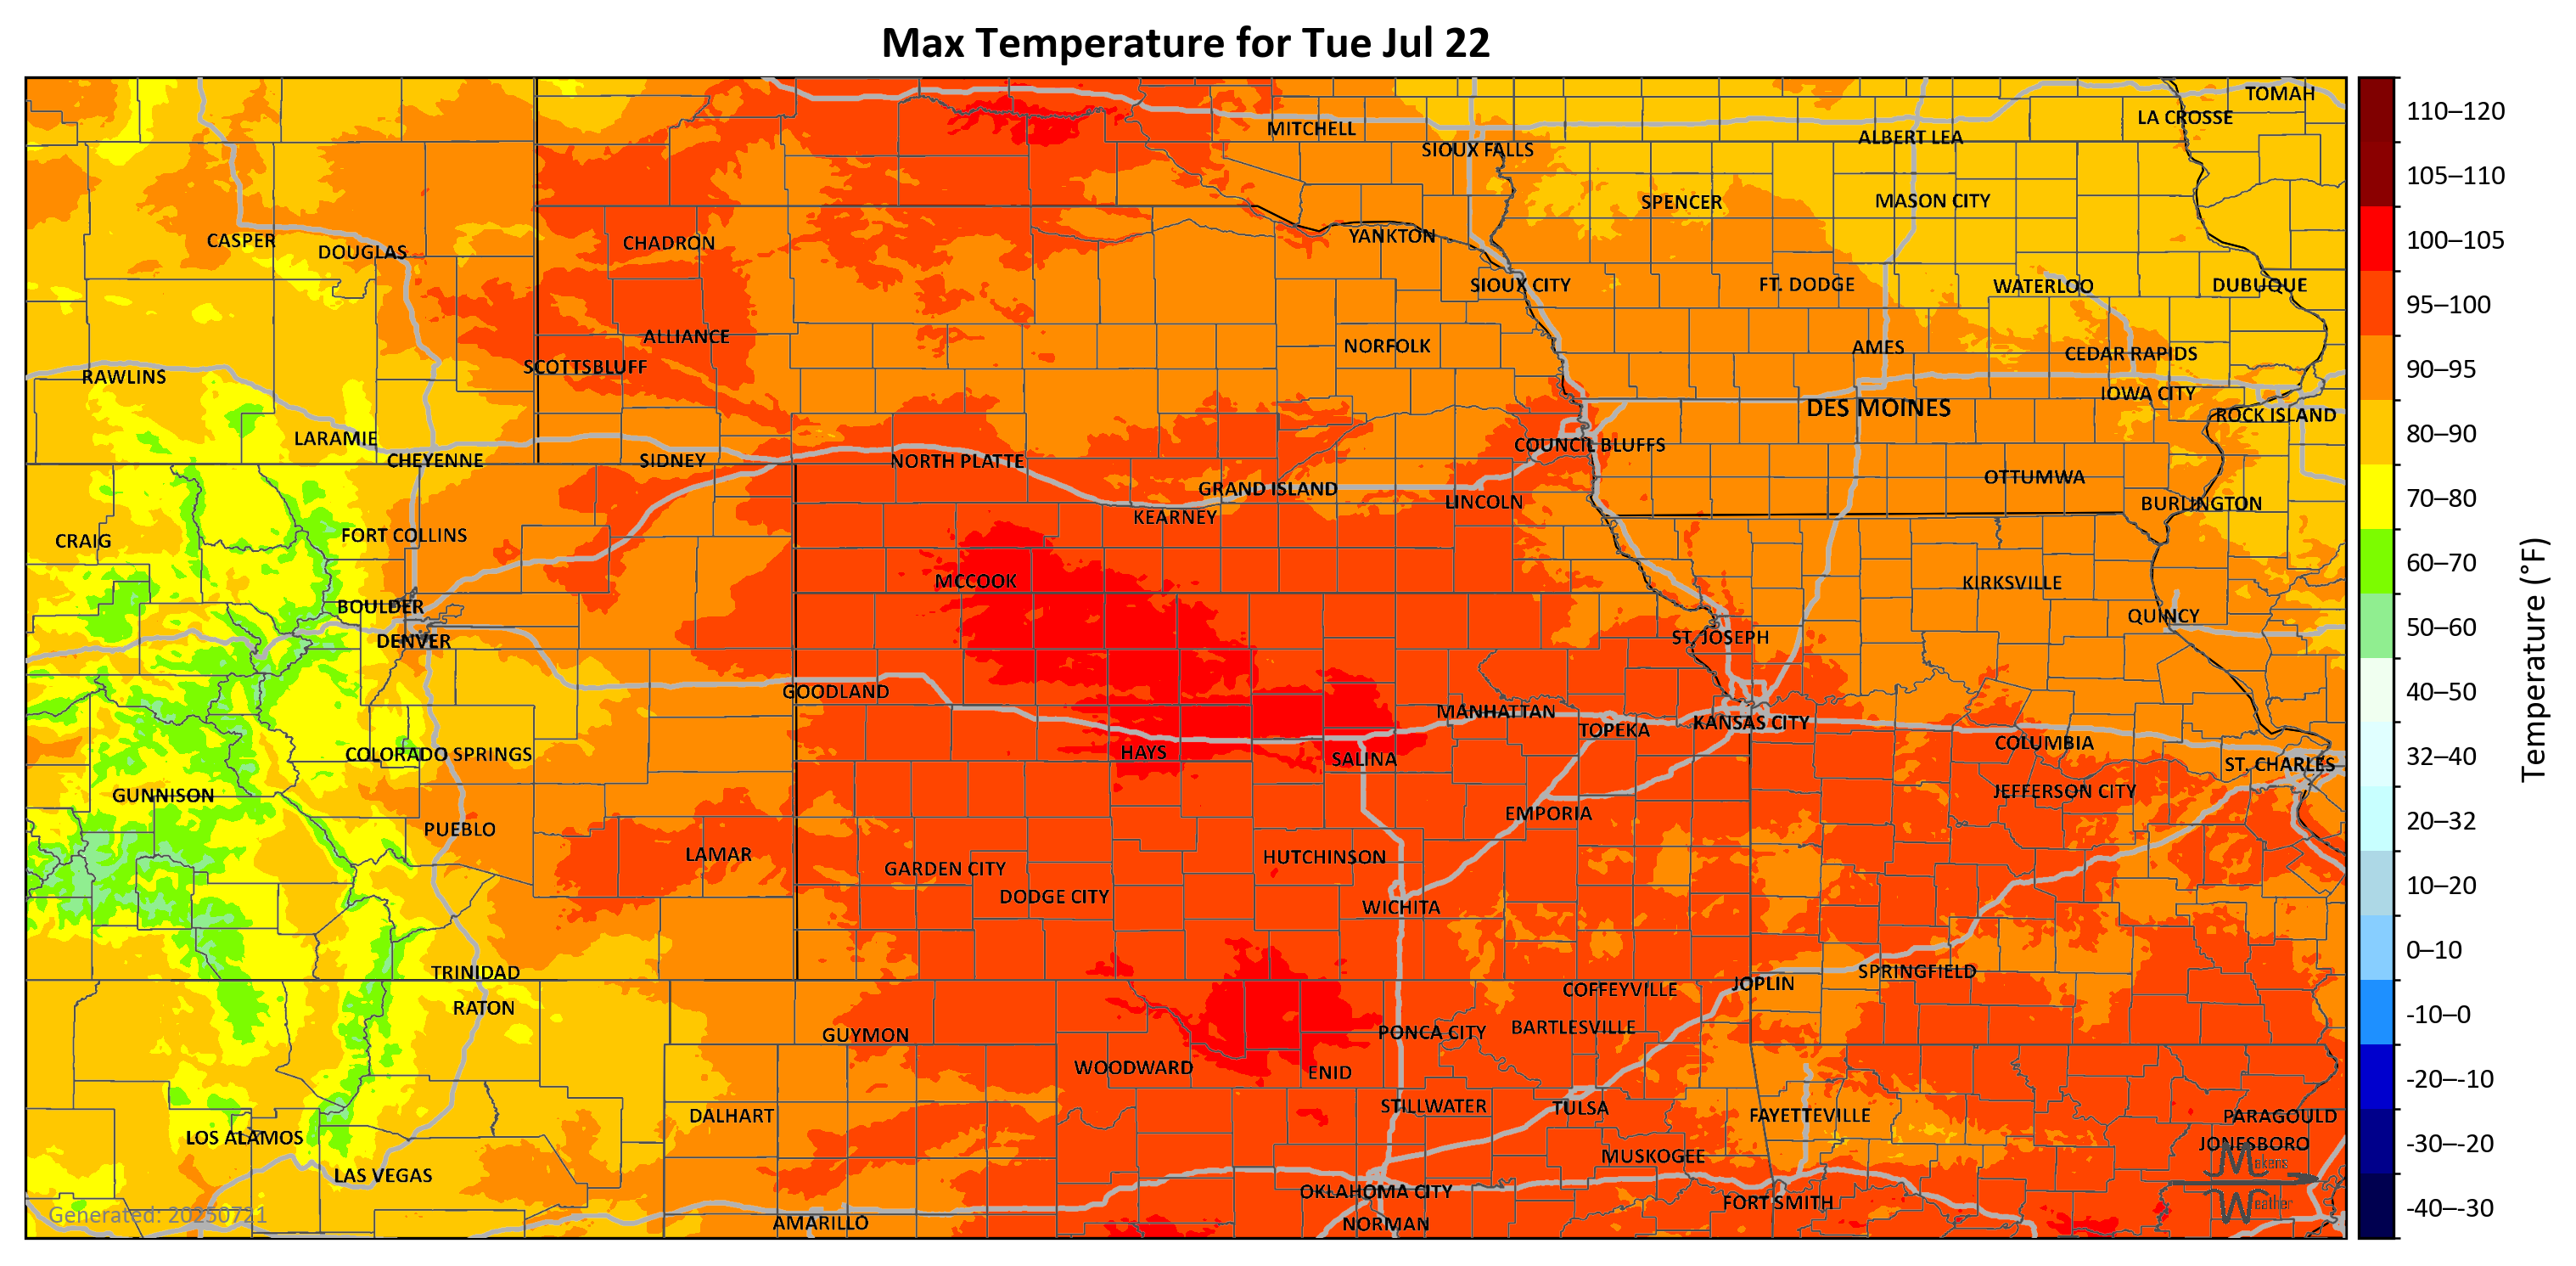 Max Temperature for Tue Jul 22
TOMAH
LA CROSSE
MITCHELL
ALBERT LEA
SIOUX FALLS
SPENCER
MASON CITY
CASPER
DOUGLAS
CHADRON
YANKTON
SIOUX CITY
FT. DODGE
WATERLOO
DUBUQUE
ALLIANCE
NORFOLK
AMES
CEDAR RAPIDS
SCOTTSBLUFF
RAWLINS
IOWA CITY
DES MOINES
ROCK ISLAND
LARAMIE
COUNCIL BLUFFS
CHEYENNE
SIDNEY
NORTH PLATTE
OTTUMWA
GRAND ISLAND
LINCOLN
BURLINGTON
KEARNEY
CRAIG
FORT COLLINS
MCCOOK
KIRKSVILLE
BOULDER
QUINCY
DENVER
ST. JOSEPH
GOODLAND
MANHATTAN
TOPEKA
KANSAS CITY
COLUMBIA
COLORADO SPRINGS
HAYS
SALINA
ST. CHARLES
GUNNISON
JEFFERSON CITY
EMPORIA
PUEBLO
LAMAR
HUTCHINSON
GARDEN CITY
DODGE CITY
WICHITA
TRINIDAD
SPRINGFIELD
JOPLIN
COFFEYVILLE
RATON
GUYMON
PONCA CITY
BARTLESVILLE
WOODWARD
ENID
STILLWATER
TULSA
DALHART
FAYETTEVILLE
PARAGOULD
LOS ALAMOS
JONESBORO
MUSKOGEE
Makens
LAS VEGAS
OKLAHOMA CITY
FORT SMITH
Weather
Generated: 20250721
AMARILLO
NORMAN
110–120
105–110
100–105
95–100
90–95
80–90
70–80
60–70
50–60
40–50
32–40
20–32
10–20
0–10
-10–0
-20–-10
-30–-20
-40–-30
Temperature (°F)